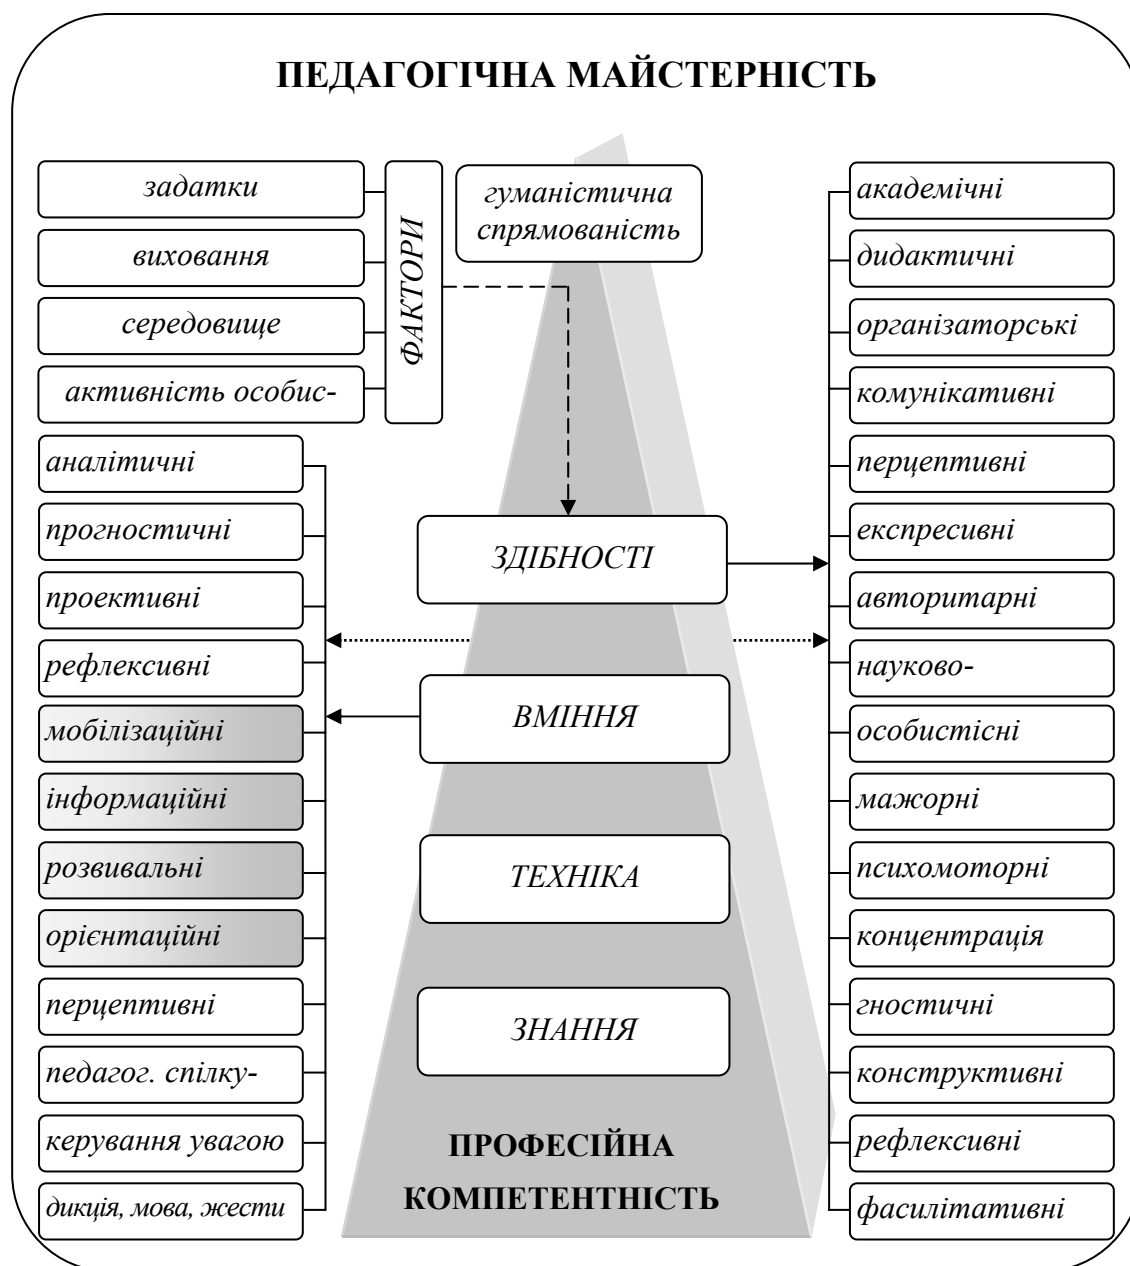 ПЕДАГОГІЧНА МАЙСТЕРНІСТЬ
задатки
виховання
середовище
активність особис-
ФАКТОРИ
гуманістична
спрямованість
аналітичні
прогностичні
проективні
рефлексивні
мобілізаційні
інформаційні
розвивальні
орієнтаційні
перцептивні
педагог. спілку-
керування увагою
дикція, мова, жести
ЗДІБНОСТІ
ВМІННЯ
ТЕХНІКА
ЗНАННЯ
ПРОФЕСІЙНА
КОМПЕТЕНТНІСТЬ
академічні
дидактичні
організаторські
комунікативні
перцептивні
експресивні
авторитарні
науково-
особистісні
мажорні
психомоторні
концентрація
гностичні
конструктивні
рефлексивні
фасилітативні